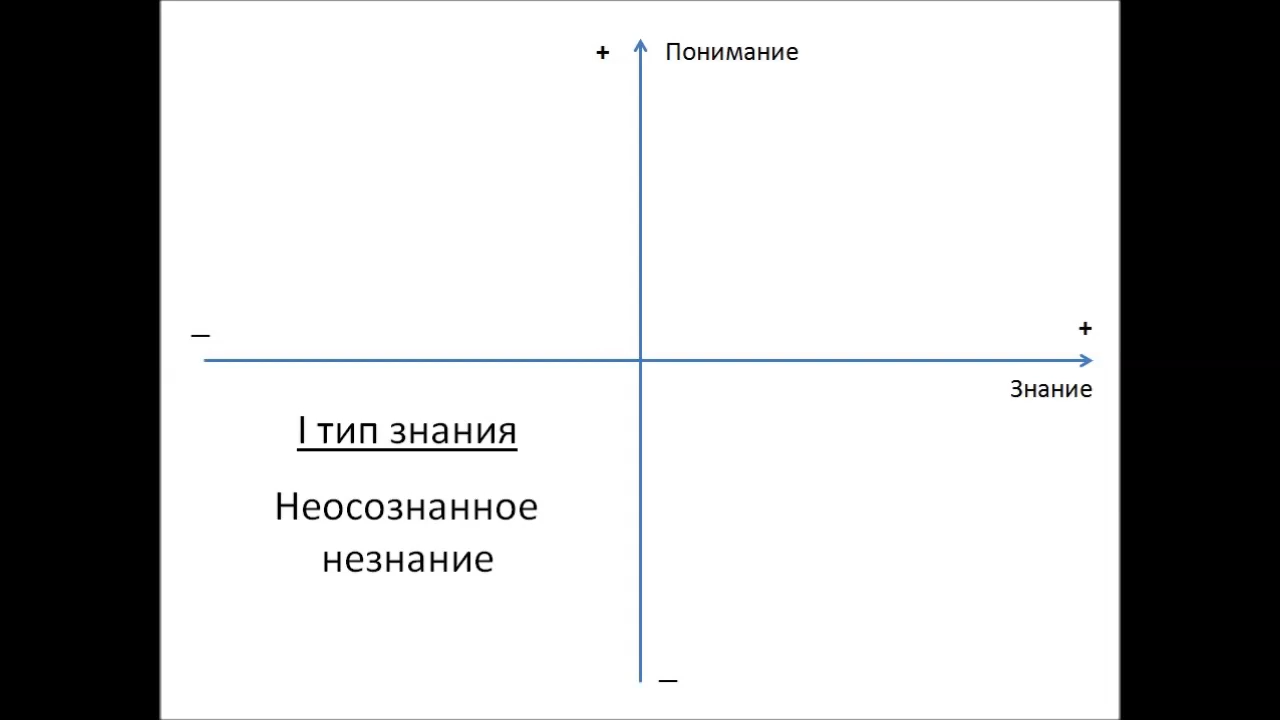 + Понимание
— +
Знание
I тип знания
Неосознанное
незнание
—